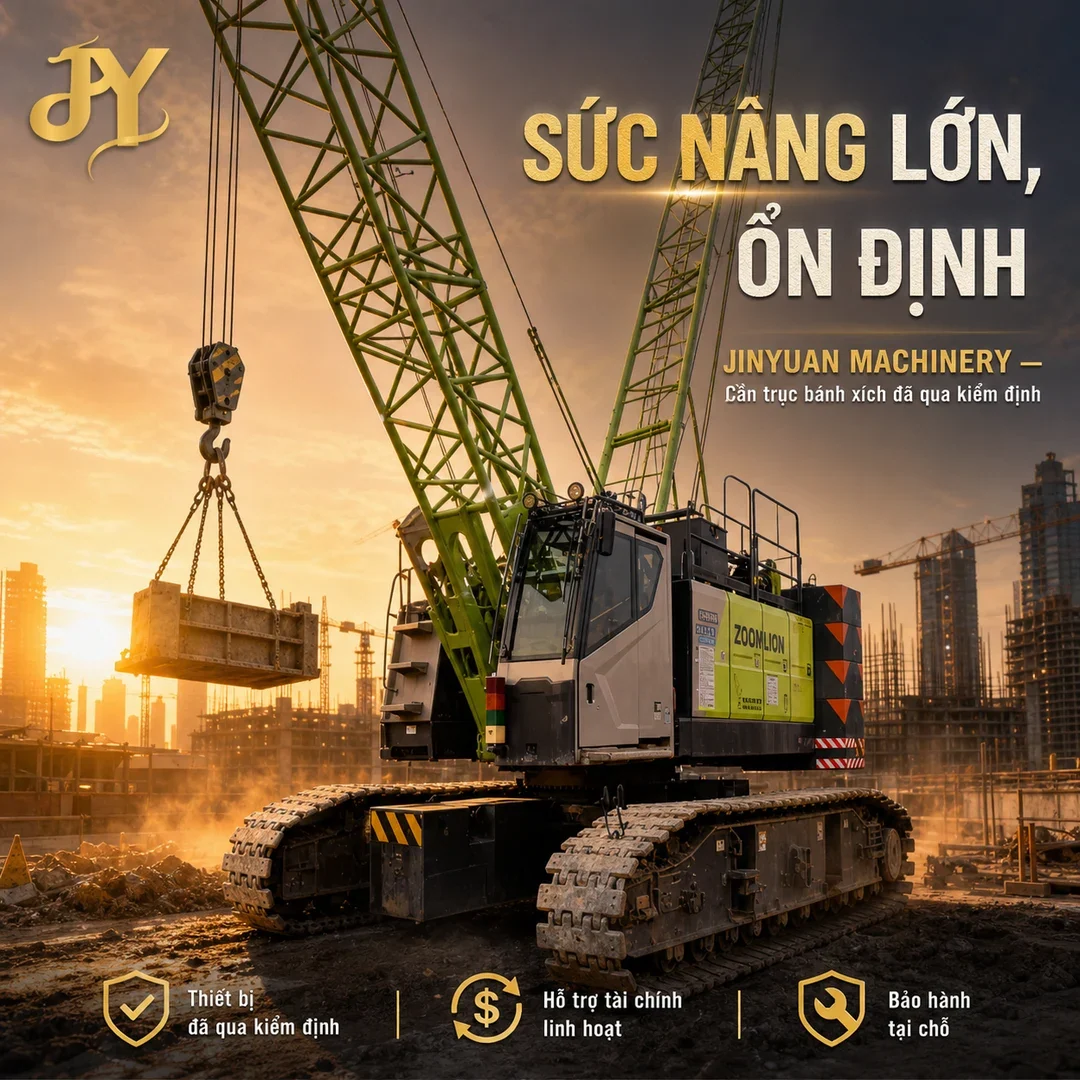 JY
SỨC NÂNG LỚN,
ỔN ĐỊNH
JINYUAN MACHINERY —
Cần trục bánh xích đã qua kiểm định
ZOOMLION
Thiết bị
đã qua kiểm định
$
Hỗ trợ tài chính
linh hoạt
Bảo hành
tại chỗ